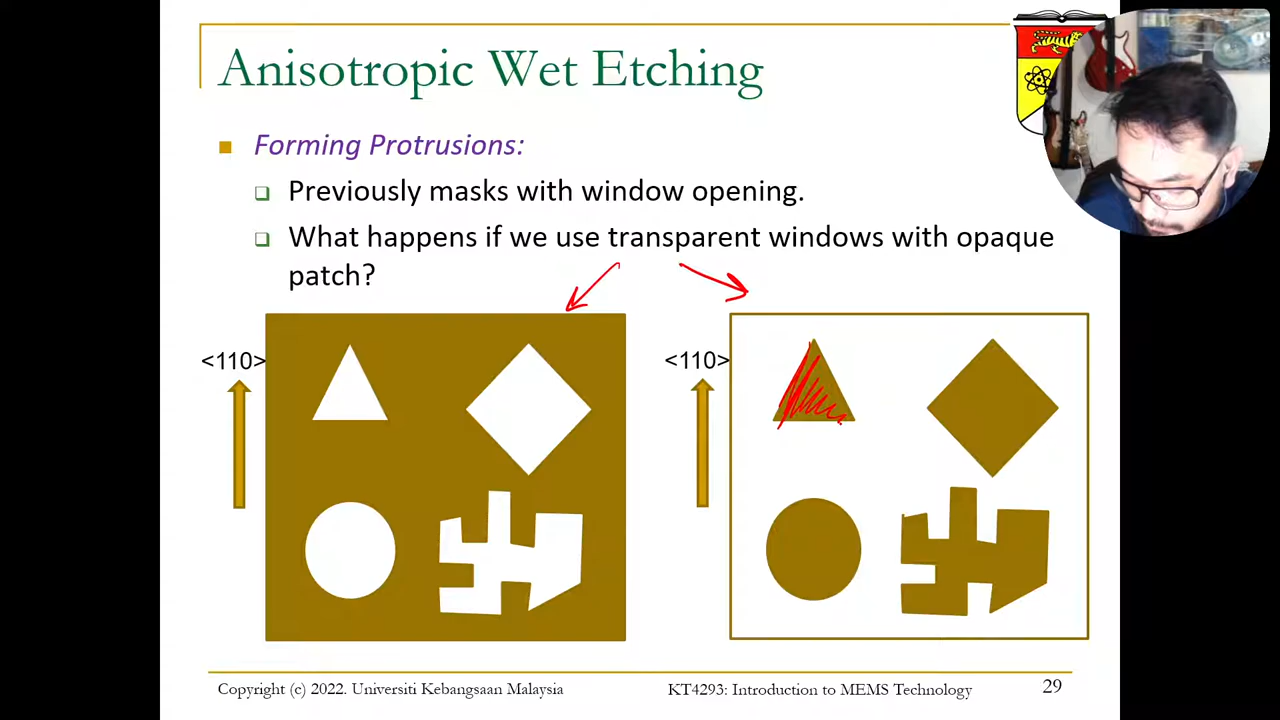 Anisotropic Wet Etching
Forming Protrusions:
Previously masks with window opening.
What happens if we use transparent windows with opaque
patch?
<110>
<110>
Copyright (c) 2022. Universiti Kebangsaan Malaysia
KT4293: Introduction to MEMS Technology
29